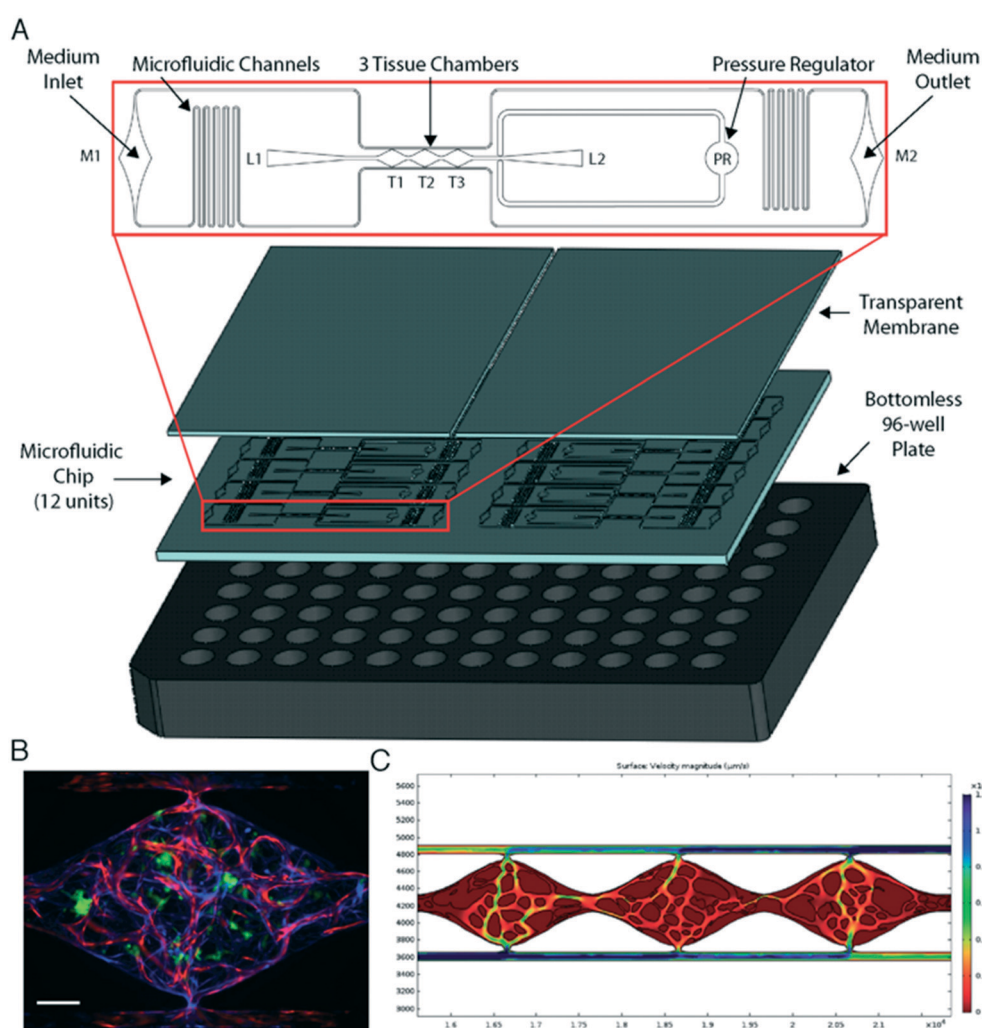 A
Medium
Inlet
Microfluidic Channels
3 Tissue Chambers
Pressure Regulator
Medium
Outlet
M1
L1
T1
T2
T3
L2
PR
M2
Transparent
Membrane
Bottomless
96-well
Plate
Microfluidic
Chip
(12 units)
B
C
Surface: Velocity magnitude (μm/s)
5600
5400
5200
5000
4800
4600
4400
4200
4000
3800
3600
3400
3200
3000
1.6
1.65
1.7
1.75
1.8
1.85
1.9
1.95
2
2.05
2.1